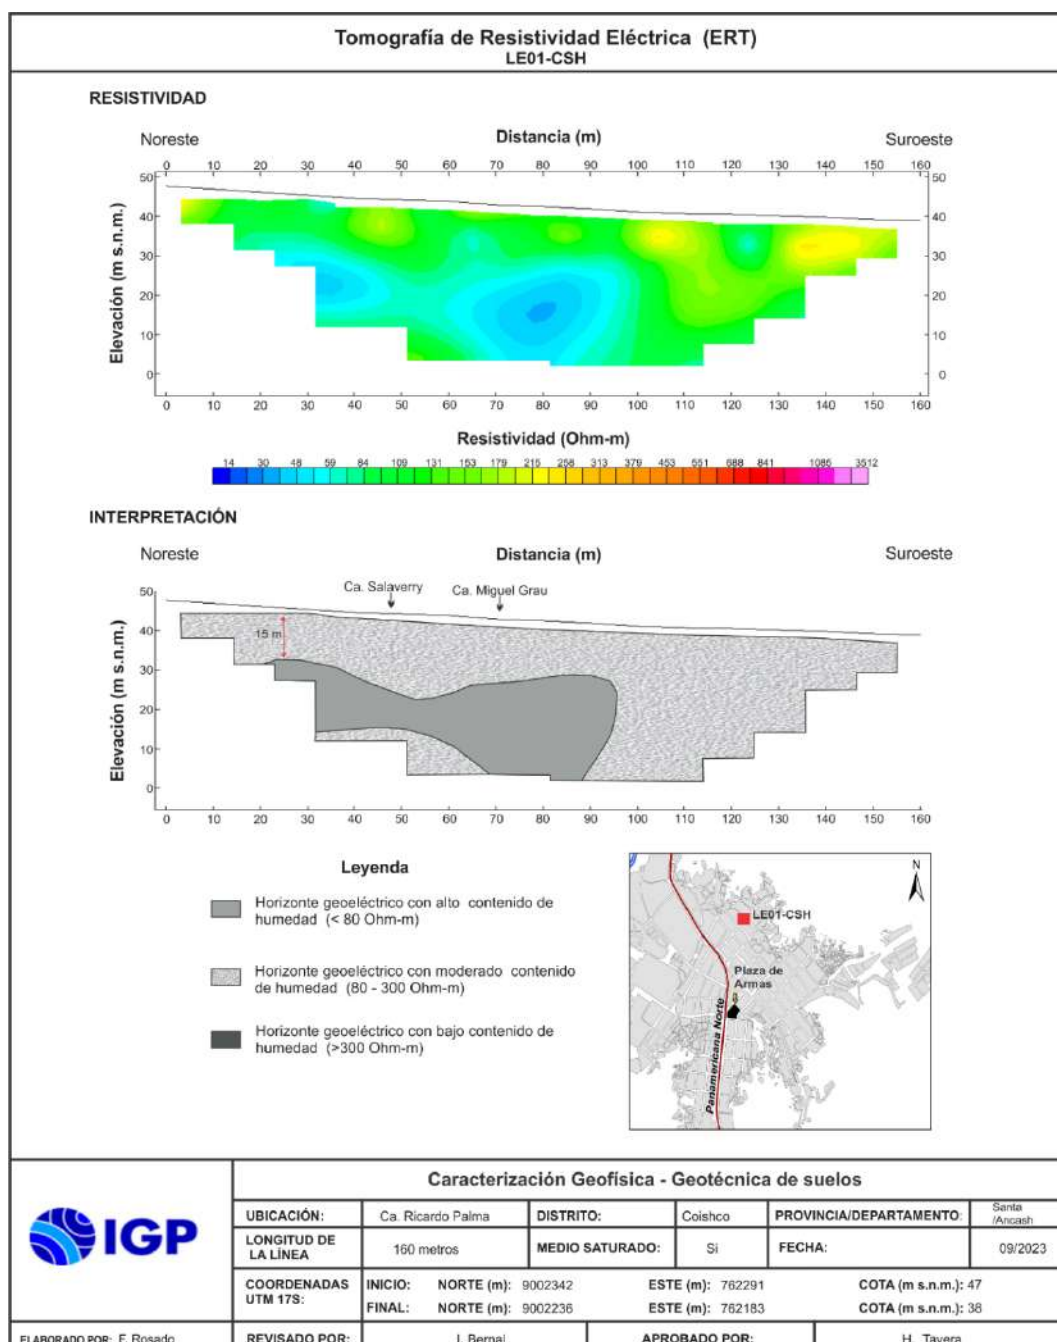 Tomografía de Resistividad Eléctrica (ERT)
LE01-CSH
RESISTIVIDAD
Noreste Distancia (m) Suroeste
0 10 20 30 40 50 60 70 80 90 100 110 120 130 140 150 160
50 50
40 40
30 30
20 20
10 10
0 0
Elevación (m s.n.m.)
0 10 20 30 40 50 60 70 80 90 100 110 120 130 140 150 160
Resistividad (Ohm-m)
14 30 48 59 84 109 131 153 179 215 258 313 379 453 551 688 841 1085 3512
INTERPRETACIÓN
Noreste Distancia (m) Suroeste
Ca. Salaverry Ca. Miguel Grau
50
40
15 m
30
20
10
0
Elevación (m s.n.m.)
0 10 20 30 40 50 60 70 80 90 100 110 120 130 140 150 160
Leyenda
Horizonte geoeléctrico con alto contenido de
humedad (< 80 Ohm-m)
Horizonte geoeléctrico con moderado contenido
de humedad (80 - 300 Ohm-m)
Horizonte geoeléctrico con bajo contenido de
humedad (>300 Ohm-m)
N
LE01-CSH
Plaza de
Armas
Panamericana Norte
IGP
Caracterización Geofísica - Geotécnica de suelos
UBICACIÓN: Ca. Ricardo Palma DISTRITO: Coishco PROVINCIA/DEPARTAMENTO: Santa
/Ancash
LONGITUD DE
LA LÍNEA 160 metros MEDIO SATURADO: Si FECHA: 09/2023
COORDENADAS
UTM 17S:
INICIO: NORTE (m): 9002342 ESTE (m): 762291 COTA (m s.n.m.): 47
FINAL: NORTE (m): 9002236 ESTE (m): 762183 COTA (m s.n.m.): 38
ELABORADO POR: F. Rosado REVISADO POR: I. Bernal APROBADO POR: H. Tavera